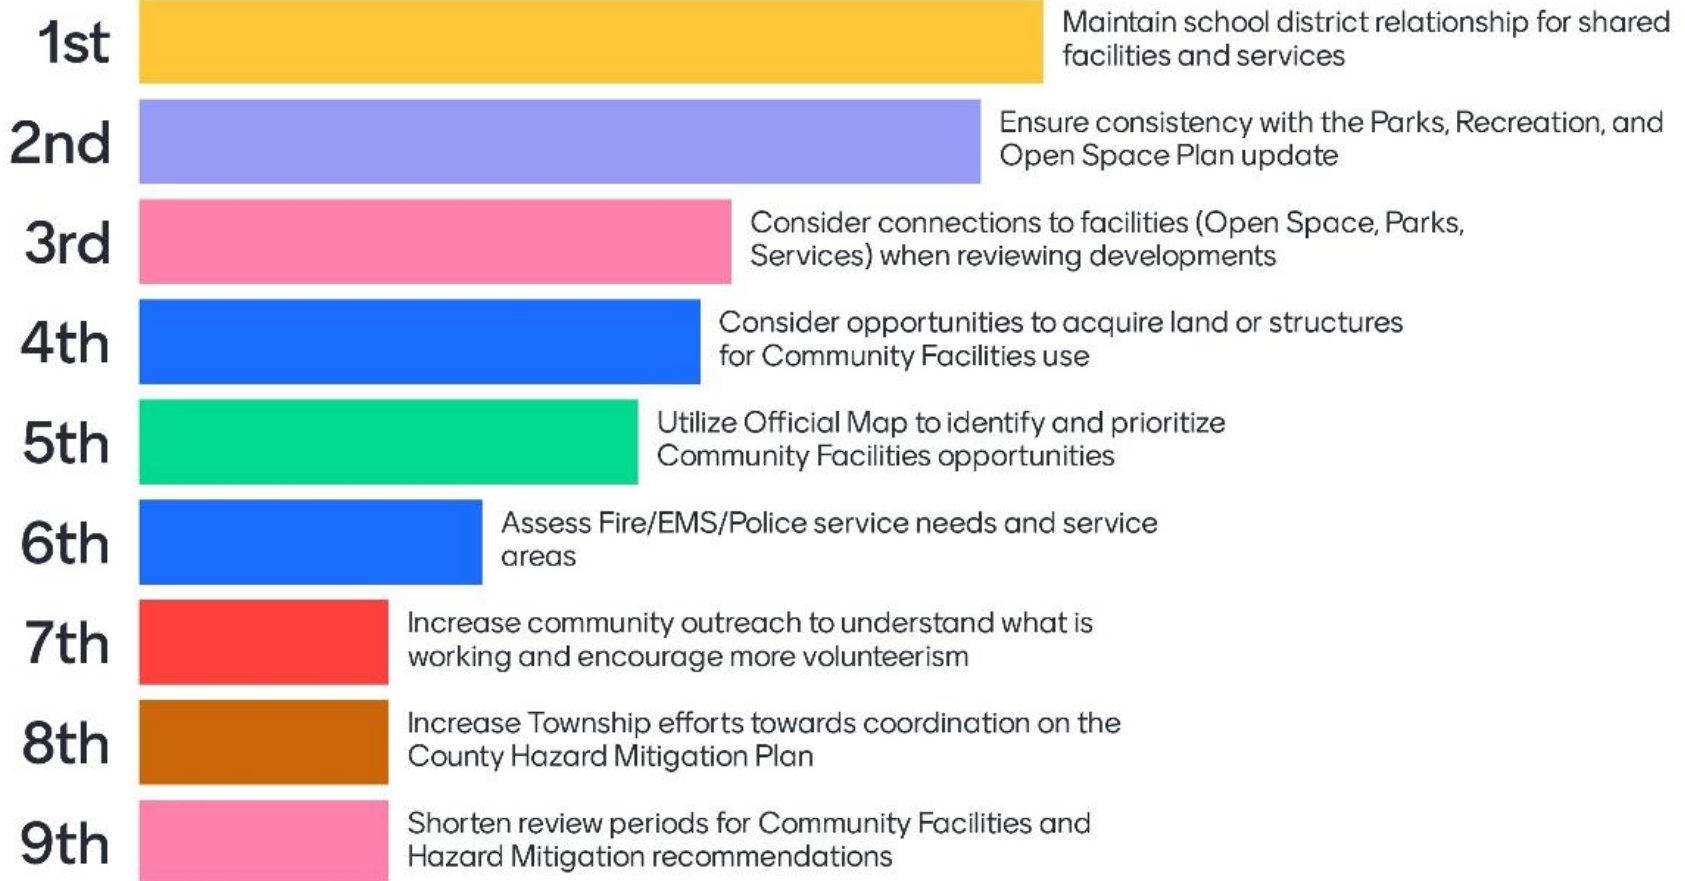 1st
Maintain school district relationship for shared
facilities and services
2nd
Ensure consistency with the Parks, Recreation, and
Open Space Plan update
3rd
Consider connections to facilities (Open Space, Parks,
Services) when reviewing developments
4th
Consider opportunities to acquire land or structures
for Community Facilities use
5th
Utilize Official Map to identify and prioritize
Community Facilities opportunities
6th
Assess Fire/EMS/Police service needs and service
areas
7th
Increase community outreach to understand what is
working and encourage more volunteerism
8th
Increase Township efforts towards coordination on the
County Hazard Mitigation Plan
9th
Shorten review periods for Community Facilities and
Hazard Mitigation recommendations